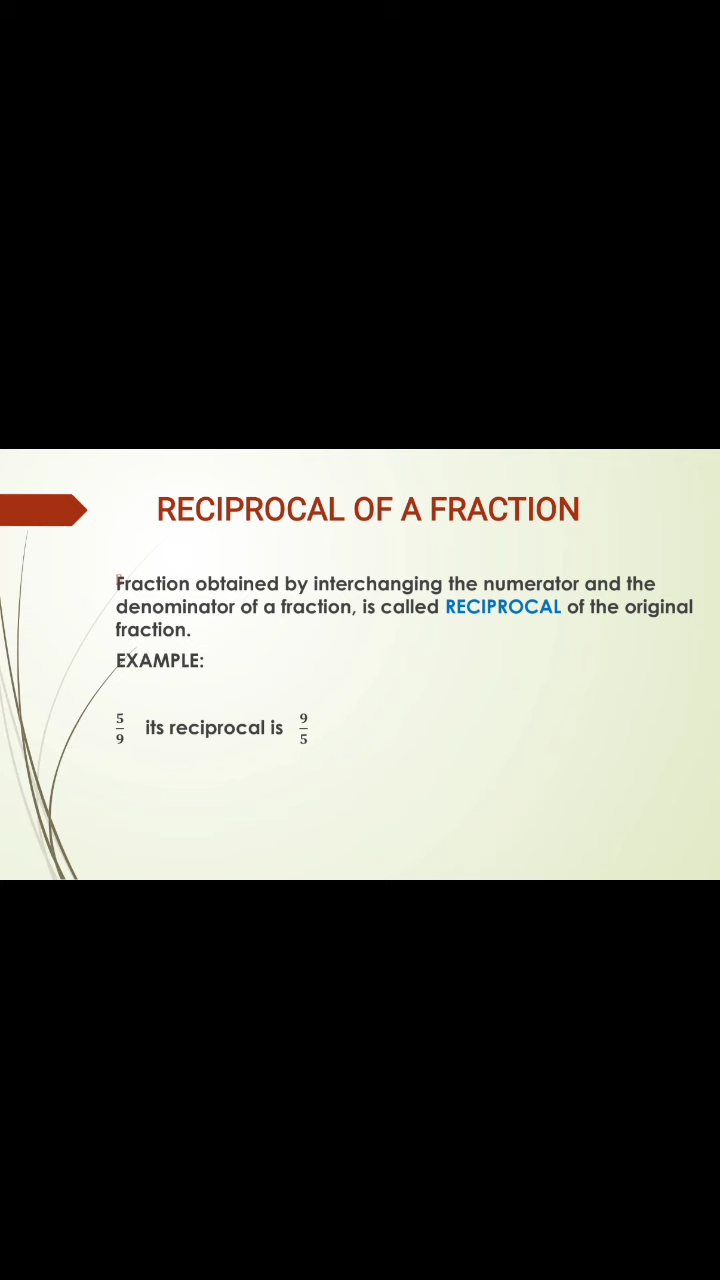 RECIPROCAL OF A FRACTION
Fraction obtained by interchanging the numerator and the
denominator of a fraction, is called RECIPROCAL of the original
fraction.
EXAMPLE:
5/9 its reciprocal is 9/5